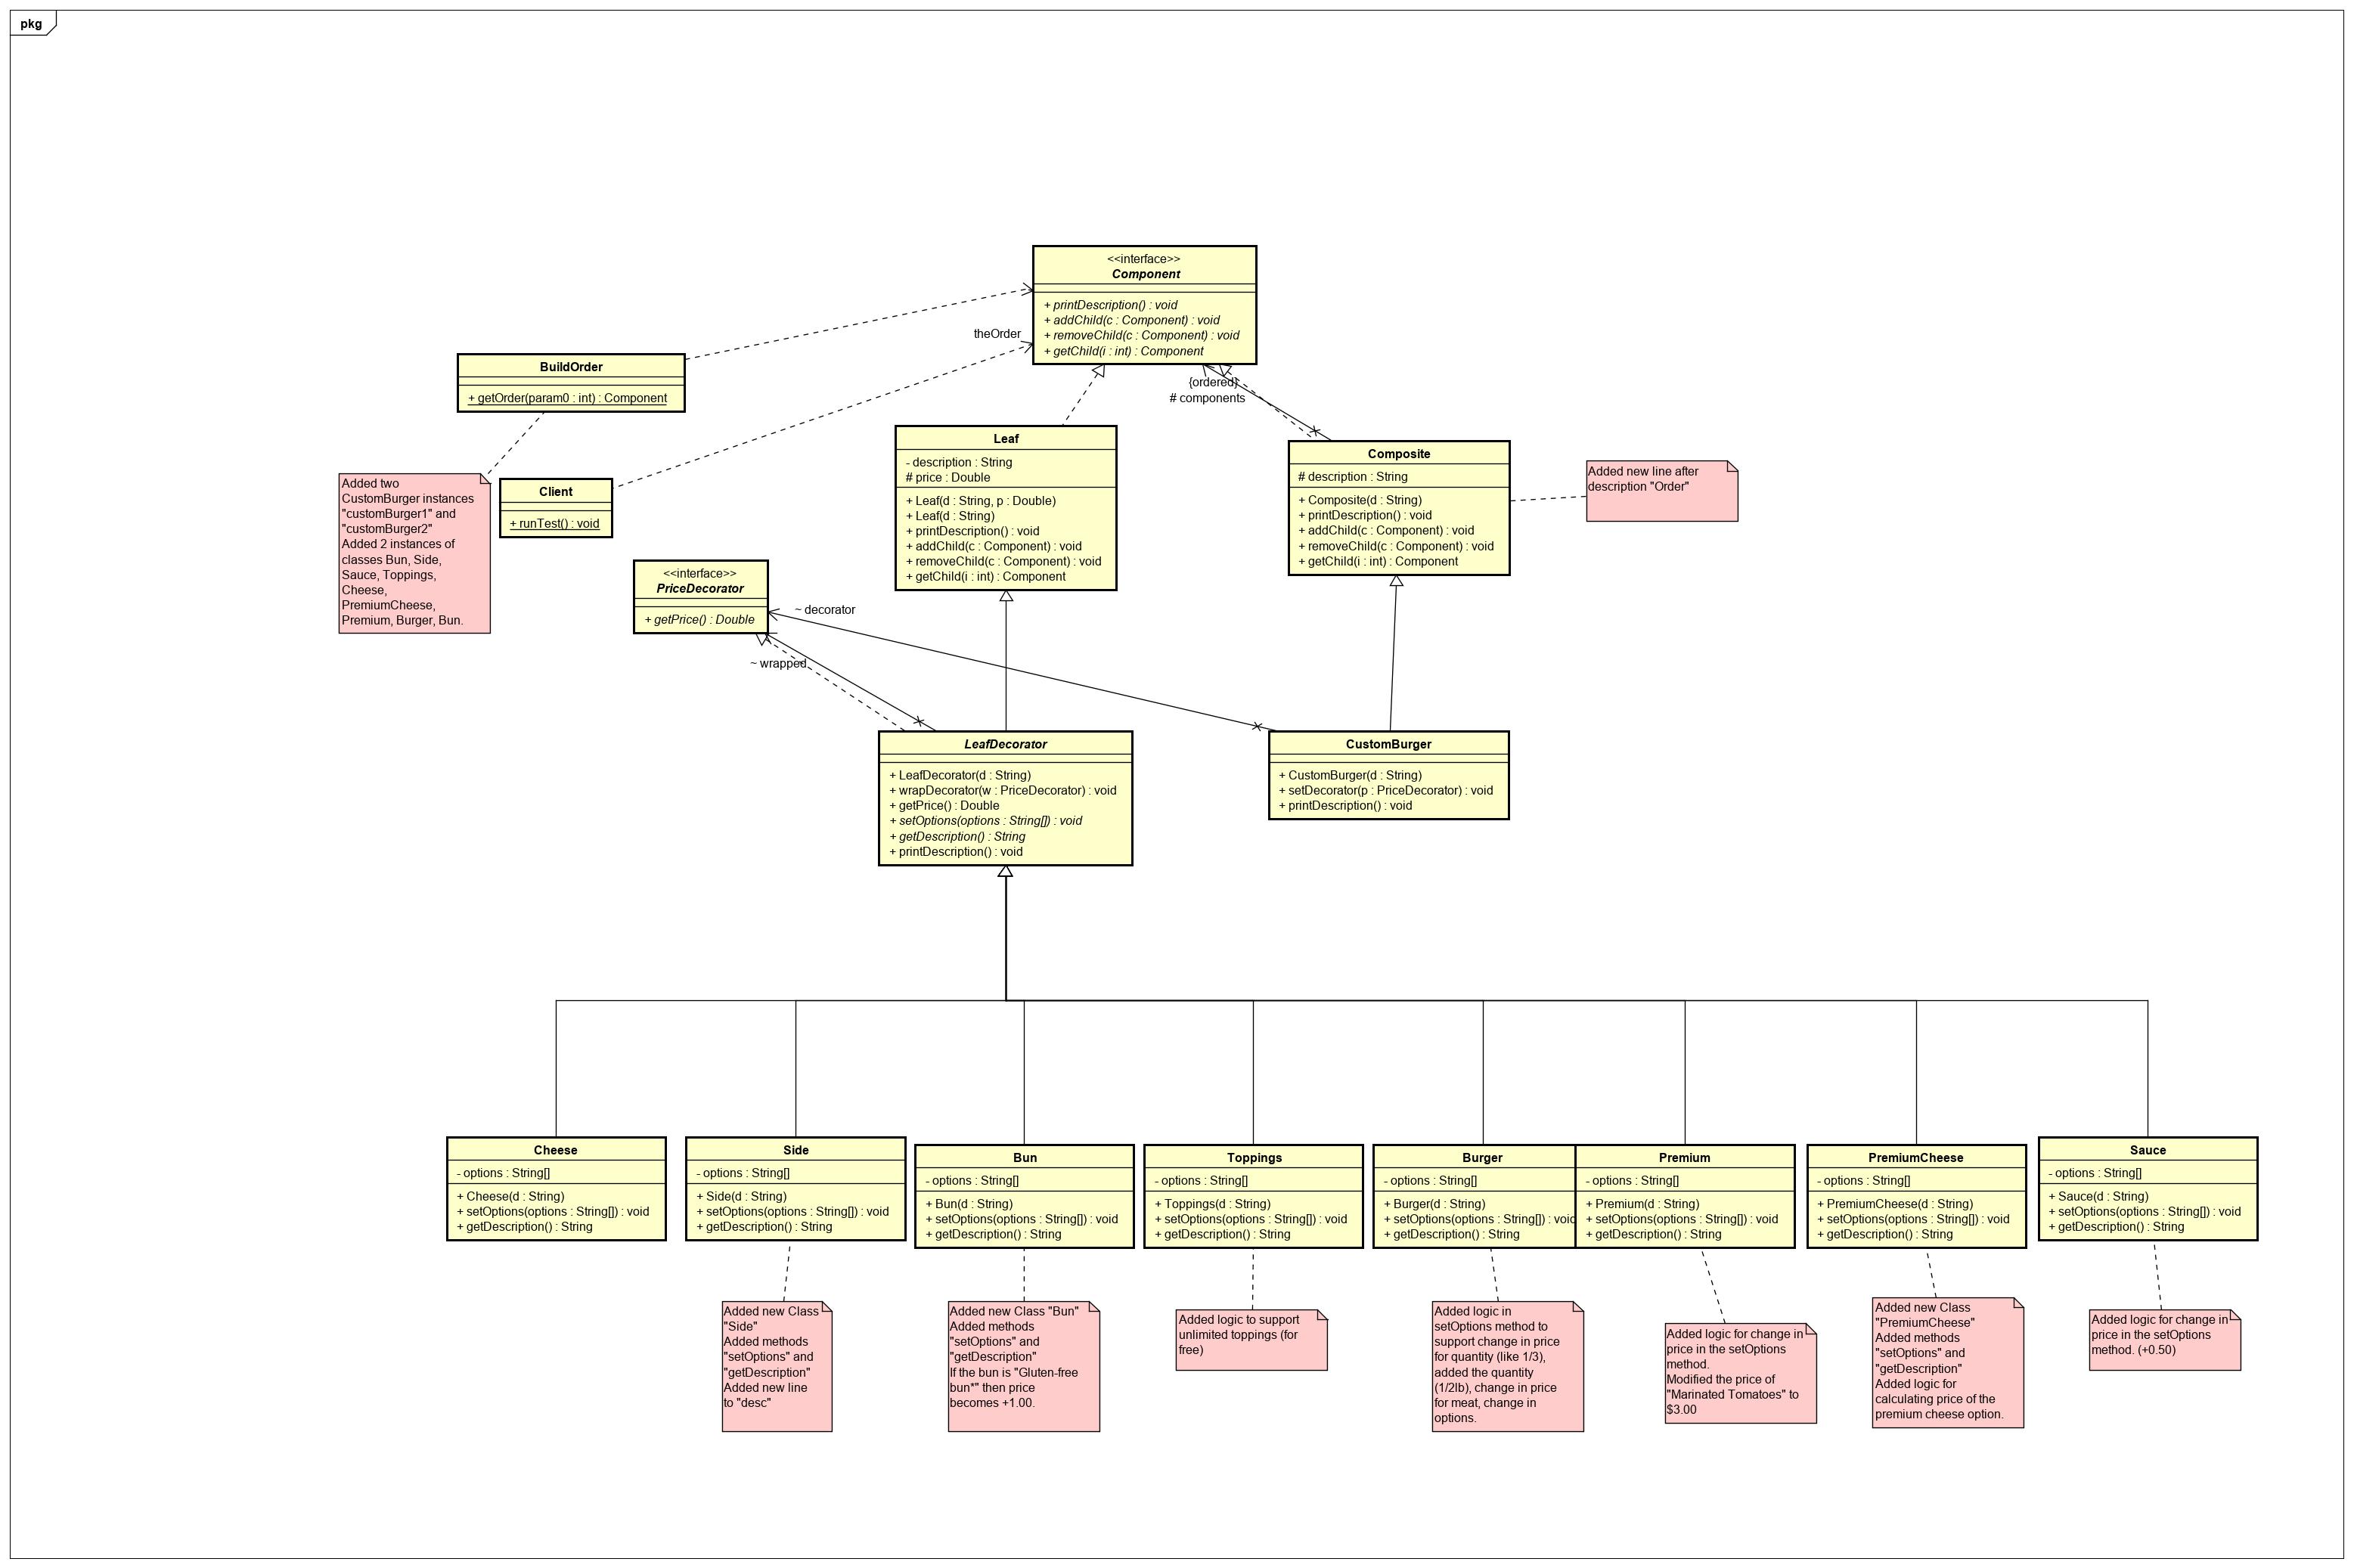 pkg
<<interface>>
Component
+ printDescription() : void
+ addChild(c : Component) : void
+ removeChild(c : Component) : void
+ getChild(i : int) : Component
theOrder
{ordered}
# components
BuildOrder
+ getOrder(param0 : int) : Component
Added two
CustomBurger instances
"customBurger1" and
"customBurger2"
Added 2 instances of
classes Bun, Side,
Sauce, Toppings,
Cheese,
PremiumCheese,
Premium, Burger, Bun.
Client
+ runTest() : void
Leaf
- description : String
# price : Double
+ Leaf(d : String, p : Double)
+ Leaf(d : String)
+ printDescription() : void
+ addChild(c : Component) : void
+ removeChild(c : Component) : void
+ getChild(i : int) : Component
Composite
# description : String
+ Composite(d : String)
+ printDescription() : void
+ addChild(c : Component) : void
+ removeChild(c : Component) : void
+ getChild(i : int) : Component
Added new line after
description "Order"
<<interface>>
PriceDecorator
+ getPrice() : Double
~ decorator
~ wrapped
LeafDecorator
+ LeafDecorator(d : String)
+ wrapDecorator(w : PriceDecorator) : void
+ getPrice() : Double
+ setOptions(options : String[]) : void
+ getDescription() : String
+ printDescription() : void
CustomBurger
+ CustomBurger(d : String)
+ setDecorator(p : PriceDecorator) : void
+ printDescription() : void
Cheese
- options : String[]
+ Cheese(d : String)
+ setOptions(options : String[]) : void
+ getDescription() : String
Side
- options : String[]
+ Side(d : String)
+ setOptions(options : String[]) : void
+ getDescription() : String
Bun
- options : String[]
+ Bun(d : String)
+ setOptions(options : String[]) : void
+ getDescription() : String
Toppings
- options : String[]
+ Toppings(d : String)
+ setOptions(options : String[]) : void
+ getDescription() : String
Burger
- options : String[]
+ Burger(d : String)
+ setOptions(options : String[]) : void
+ getDescription() : String
Premium
- options : String[]
+ Premium(d : String)
+ setOptions(options : String[]) : void
+ getDescription() : String
PremiumCheese
- options : String[]
+ PremiumCheese(d : String)
+ setOptions(options : String[]) : void
+ getDescription() : String
Sauce
- options : String[]
+ Sauce(d : String)
+ setOptions(options : String[]) : void
+ getDescription() : String
Added new Class
"Side"
Added methods
"setOptions" and
"getDescription"
Added new line
to "desc"
Added new Class "Bun"
Added methods
"setOptions" and
"getDescription"
If the bun is "Gluten-free
bun*" then price
becomes +1.00.
Added logic to support
unlimited toppings (for
free)
Added logic in
setOptions method to
support change in price
for quantity (like 1/3),
added the quantity
(1/2lb), change in price
for meat, change in
options.
Added logic for change in
price in the setOptions
method.
Modified the price of
"Marinated Tomatoes" to
$3.00
Added new Class
"PremiumCheese"
Added methods
"setOptions" and
"getDescription"
Added logic for
calculating price of the
premium cheese option.
Added logic for change in
price in the setOptions
method. (+0.50)